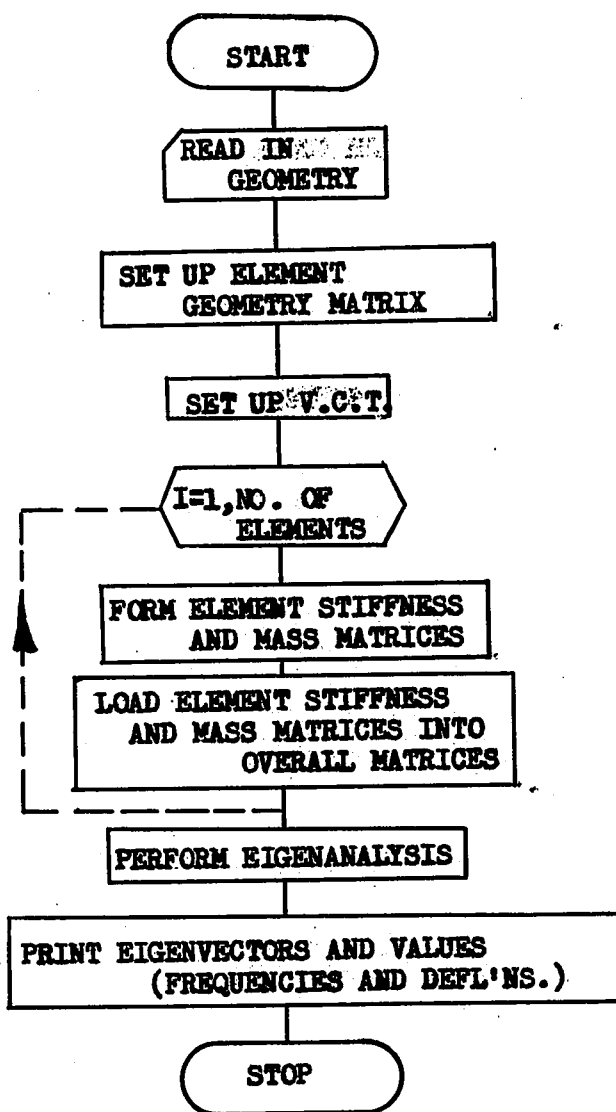 START
READ IN
GEOMETRY
SET UP ELEMENT
GEOMETRY MATRIX
SET UP V.C.T.
I=1,NO. OF
ELEMENTS
FORM ELEMENT STIFFNESS
AND MASS MATRICES
LOAD ELEMENT STIFFNESS
AND MASS MATRICES INTO
OVERALL MATRICES
PERFORM EIGENANALYSIS
PRINT EIGENVECTORS AND VALUES
(FREQUENCIES AND DEFL'NS.)
STOP